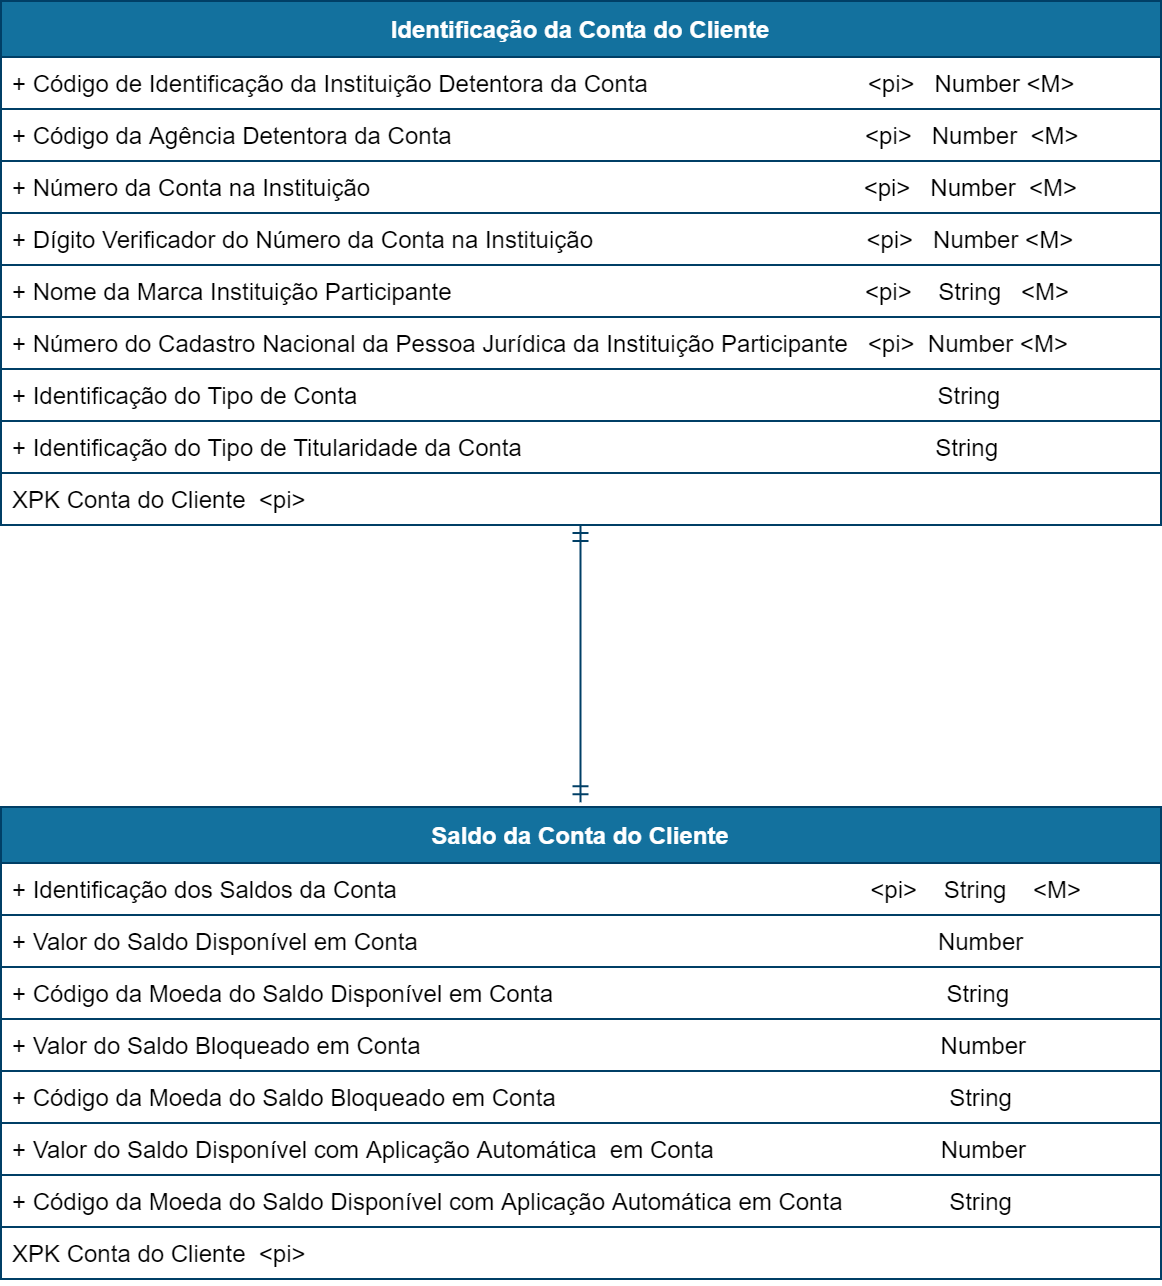 Identificação da Conta do Cliente
+ Código de Identificação da Instituição Detentora da Conta <pi> Number <M>
+ Código da Agência Detentora da Conta <pi> Number <M>
+ Número da Conta na Instituição <pi> Number <M>
+ Dígito Verificador do Número da Conta na Instituição <pi> Number <M>
+ Nome da Marca Instituição Participante <pi> String <M>
+ Número do Cadastro Nacional da Pessoa Jurídica da Instituição Participante <pi> Number <M>
+ Identificação do Tipo de Conta String
+ Identificação do Tipo de Titularidade da Conta String
XPK Conta do Cliente <pi>
Saldo da Conta do Cliente
+ Identificação dos Saldos da Conta <pi> String <M>
+ Valor do Saldo Disponível em Conta Number
+ Código da Moeda do Saldo Disponível em Conta String
+ Valor do Saldo Bloqueado em Conta Number
+ Código da Moeda do Saldo Bloqueado em Conta String
+ Valor do Saldo Disponível com Aplicação Automática em Conta Number
+ Código da Moeda do Saldo Disponível com Aplicação Automática em Conta String
XPK Conta do Cliente <pi>